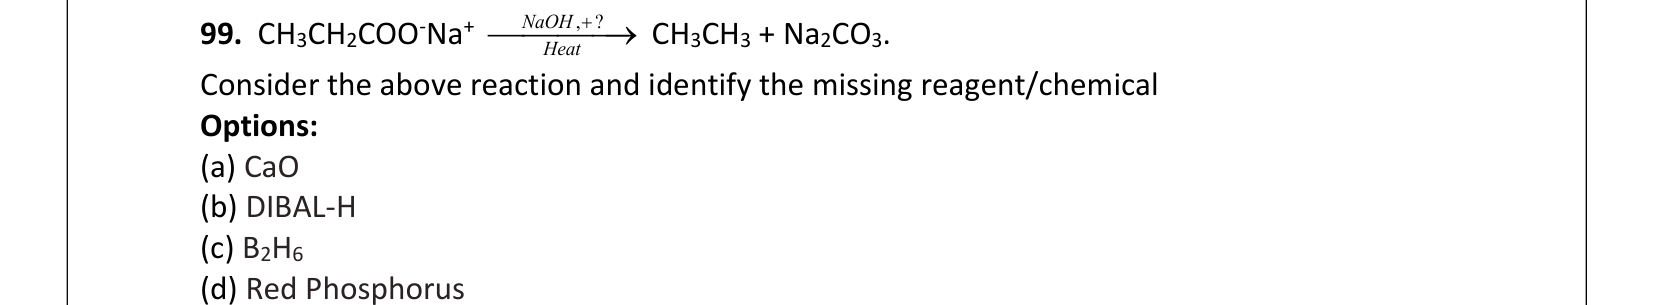 99. CH₃CH₂COO⁻Na⁺ —NaOH,+?/Heat→ CH₃CH₃ + Na₂CO₃.
Consider the above reaction and identify the missing reagent/chemical
Options:
(a) CaO
(b) DIBAL-H
(c) B₂H₆
(d) Red Phosphorus